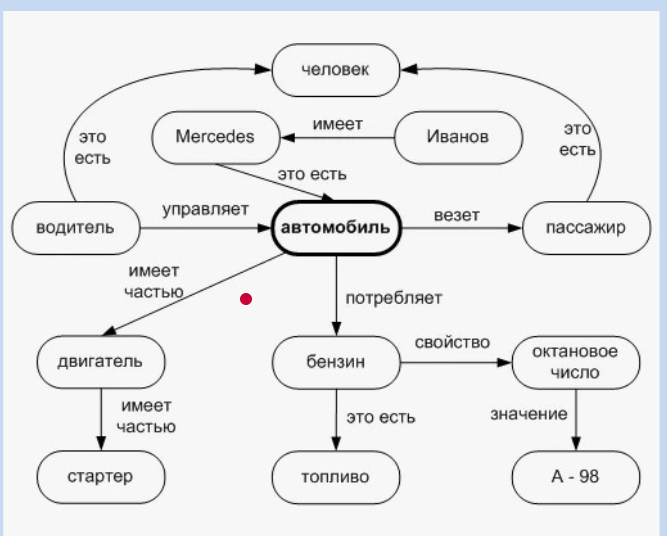 человек
это
есть
Mercedes
имеет
Иванов
это
есть
это есть
водитель
управляет
автомобиль
везет
пассажир
имеет
частью
потребляет
двигатель
бензин
свойство
октановое
число
имеет
частью
это есть
значение
стартер
топливо
А - 98